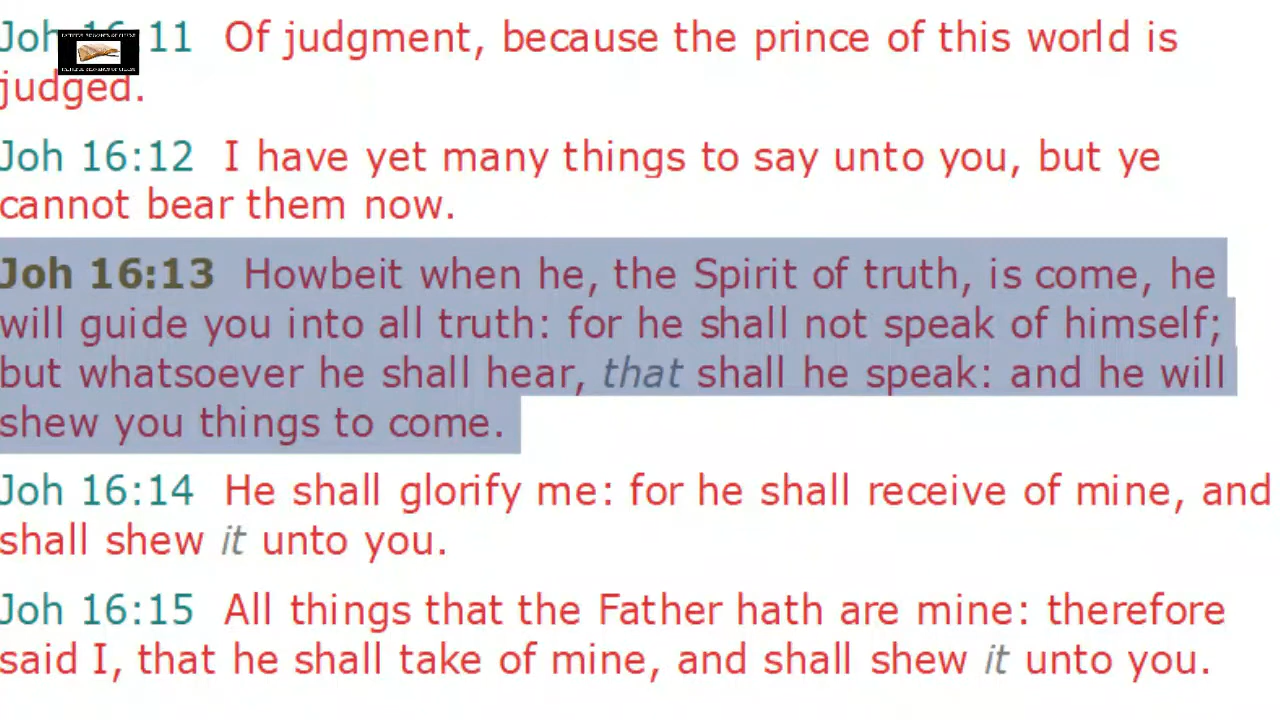 Joh 16:11 Of judgment, because the prince of this world is
judged.
Joh 16:12 I have yet many things to say unto you, but ye
cannot bear them now.
Joh 16:13 Howbeit when he, the Spirit of truth, is come, he
will guide you into all truth: for he shall not speak of himself;
but whatsoever he shall hear, that shall he speak: and he will
shew you things to come.
Joh 16:14 He shall glorify me: for he shall receive of mine, and
shall shew it unto you.
Joh 16:15 All things that the Father hath are mine: therefore
said I, that he shall take of mine, and shall shew it unto you.